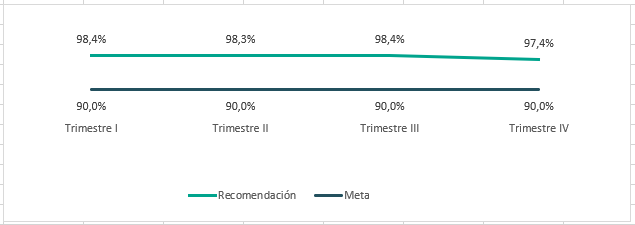 98,4% 98,3% 98,4% 97,4%
90,0% 90,0% 90,0% 90,0%
Trimestre I Trimestre II Trimestre III Trimestre IV
Recomendación Meta